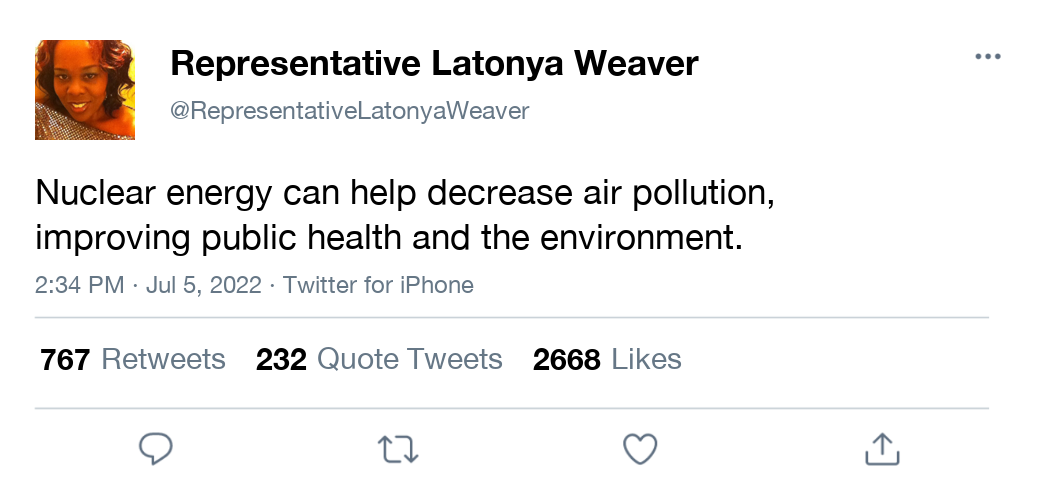 Representative Latonya Weaver
@RepresentativeLatonyaWeaver
Nuclear energy can help decrease air pollution,
improving public health and the environment.
2:34 PM · Jul 5, 2022 · Twitter for iPhone
767 Retweets 232 Quote Tweets 2668 Likes